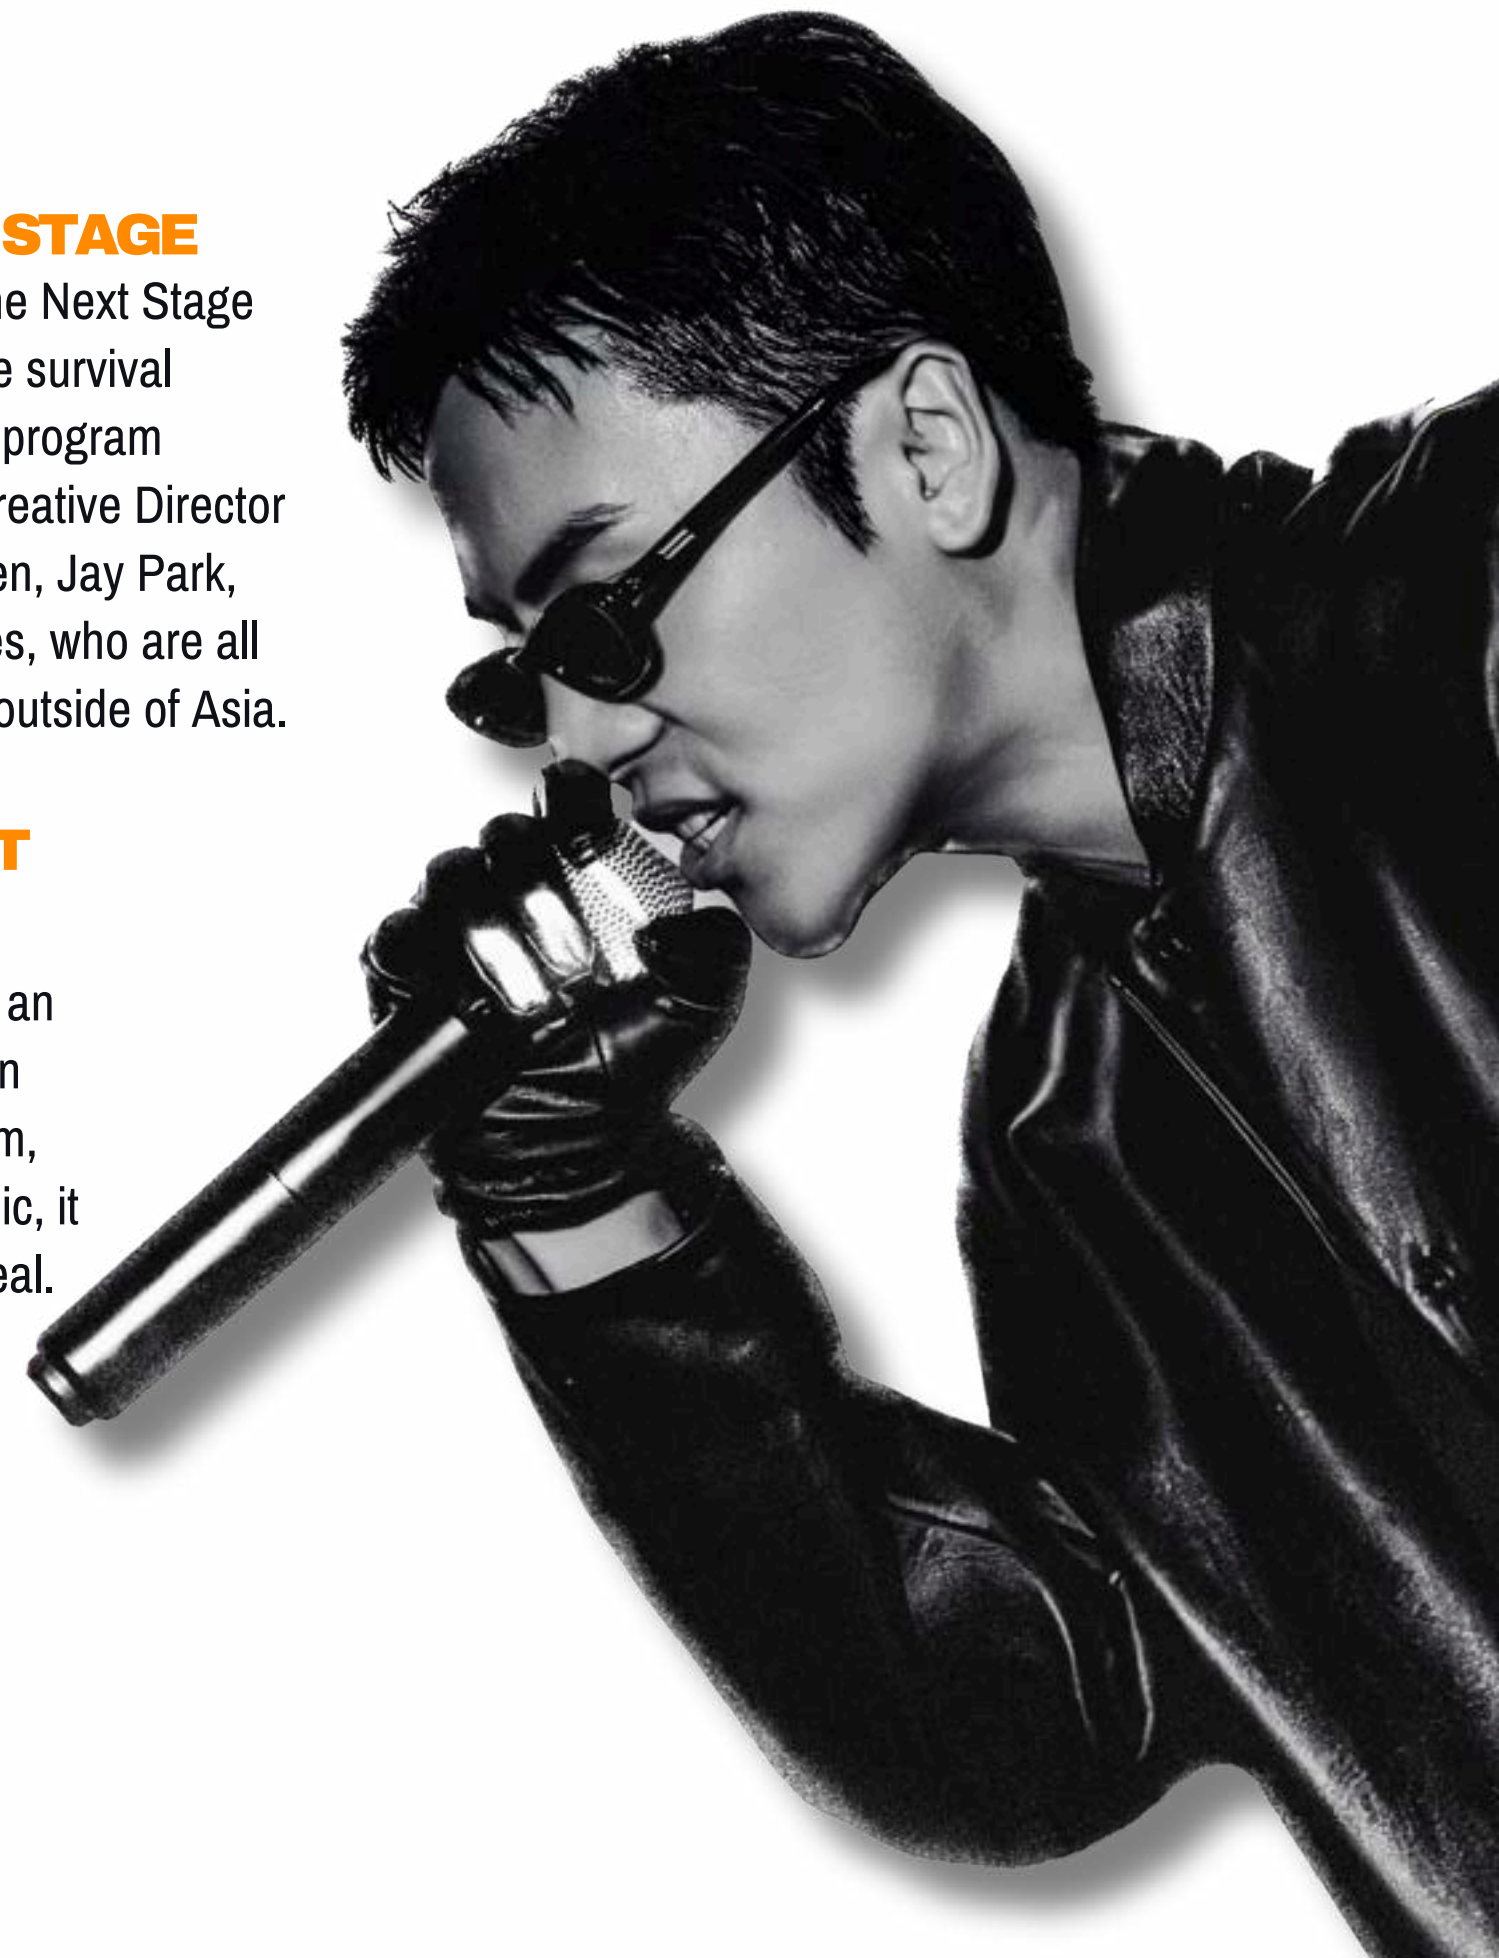 STAGE
he Next Stage
e survival
program
reative Director
en, Jay Park,
es, who are all
outside of Asia.
T
an
n
m,
ic, it
eal.